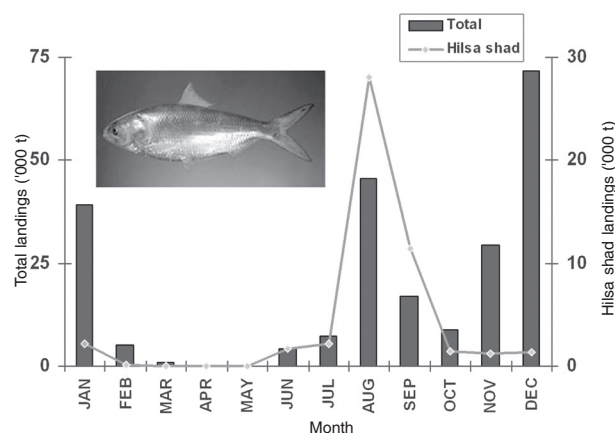 Total
Hilsa shad
75
50
25
0
30
20
10
0
Total landings ('000 t)
Hilsa shad landings ('000 t)
JAN
FEB
MAR
APR
MAY
JUN
JUL
AUG
SEP
OCT
NOV
DEC
Month